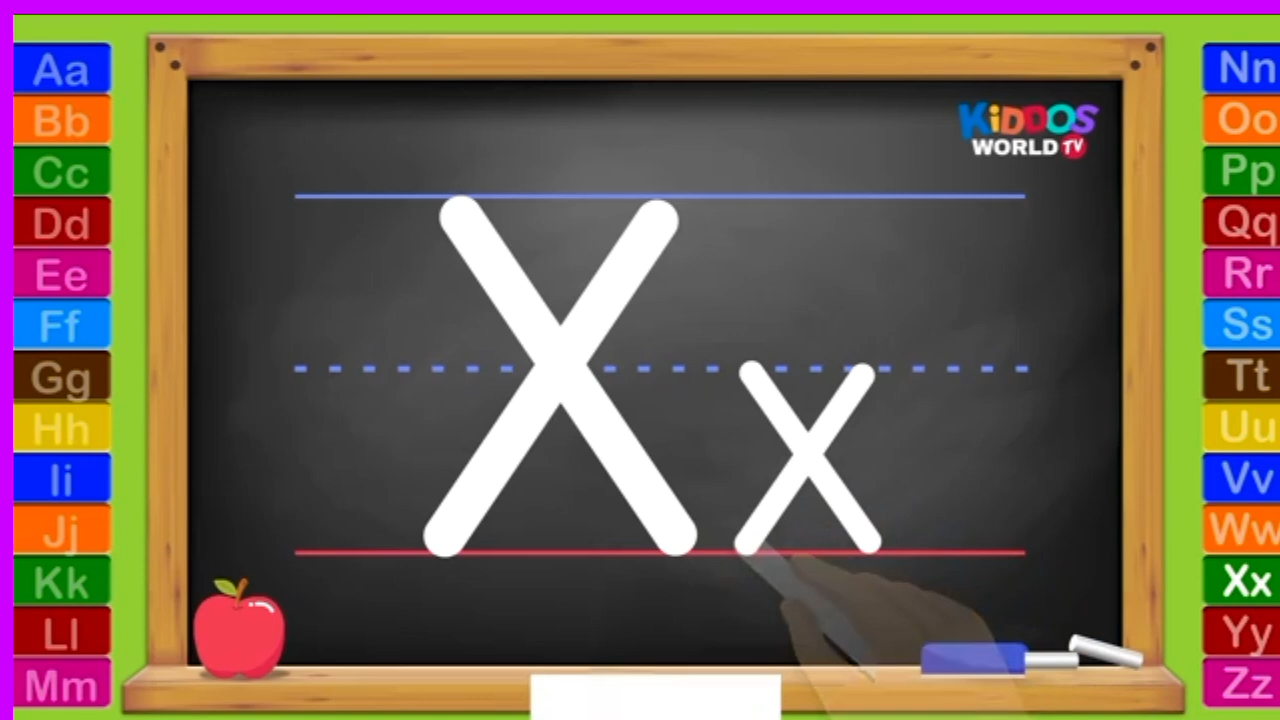 Aa
Bb
Cc
Dd
Ee
Ff
Gg
Hh
Ii
Jj
Kk
Ll
Mm
KiDDOS
WORLD TV
X x
Nn
Oo
Pp
Qq
Rr
Ss
Tt
Uu
Vv
Ww
Xx
Yy
Zz